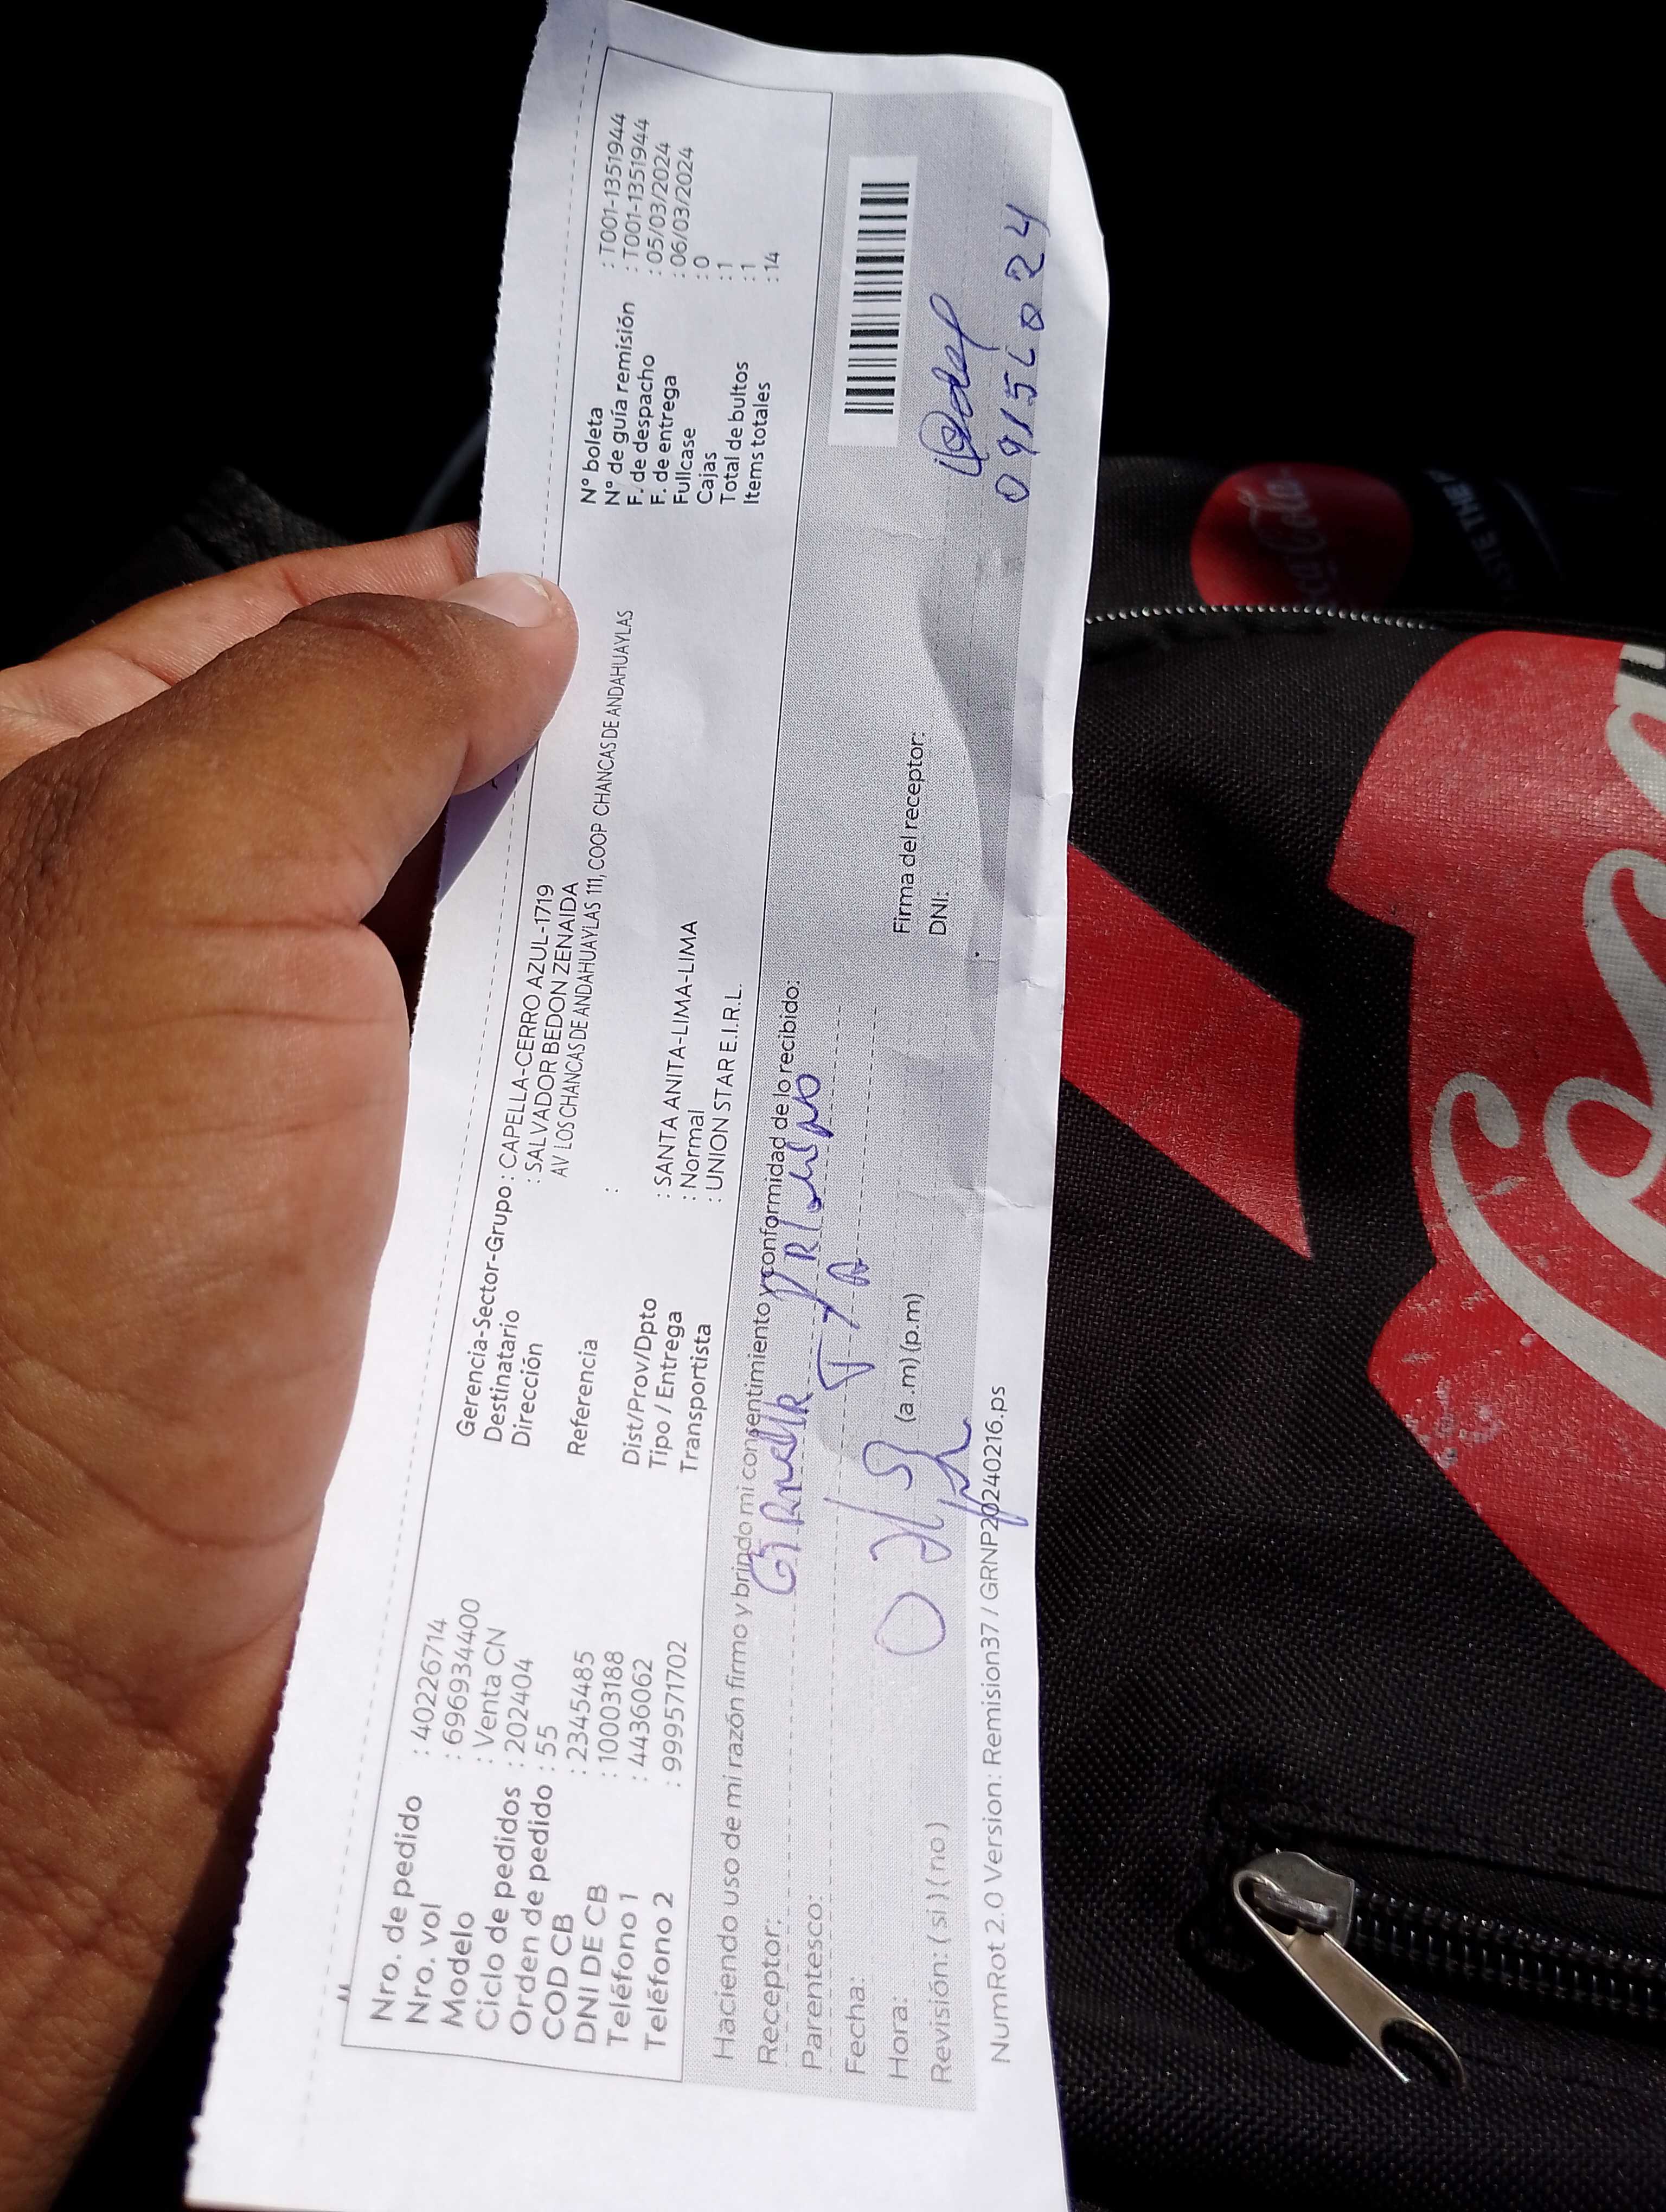 Nro. de pedido : 40226714
Nro. vol : 696934400
Modelo : Venta CN
Ciclo de pedidos : 202404
Orden de pedido : 55
COD CB : 2345485
DNI DE CB : 10003188
Teléfono 1 : 4436062
Teléfono 2 : 999571702
Gerencia-Sector-Grupo : CAPELLA-CERRO AZUL-1719
Destinatario : SALVADOR BEDON ZENAIDA
Dirección AV LOS CHANCAS DE ANDAHUAYLAS 111, COOP CHANCAS DE ANDAHUAYLAS
Referencia :
Dist/Prov/Dpto : SANTA ANITA-LIMA-LIMA
Tipo / Entrega : Normal
Transportista : UNION STAR E.I.R.L.
N° boleta : T001-1351944
N° de guía remisión : T001-1351944
F. de despacho : 05/03/2024
F. de entrega : 06/03/2024
Fullcase : 0
Cajas : 1
Total de bultos : 1
Items totales : 14
Haciendo uso de mi razón firmo y brindo mi consentimiento y conformidad de lo recibido:
Receptor:
Parentesco:
Fecha:
Hora: (a.m) (p.m)
Revisión: ( si ) ( no )
Firma del receptor:
DNI:
NumRot 2.0 Version: Remision37 / GRNP20240216.ps
Coca-Cola